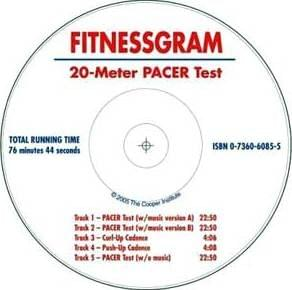 FITNESSGRAM
20-Meter PACER Test
TOTAL RUNNING TIME
76 minutes 44 seconds
ISBN 0-7360-6085-5
©2005 The Cooper Institute
Track 1 – PACER Test (w/music version A) 22:50
Track 2 – PACER Test (w/music version B) 22:50
Track 3 – Curl-Up Cadence 4:06
Track 4 – Push-Up Cadence 4:08
Track 5 – PACER Test (w/o music) 22:50